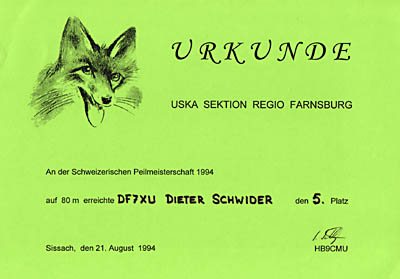 URKUNDE
USKA SEKTION REGIO FARNSBURG
An der Schweizerischen Peilmeisterschaft 1994
auf 80 m erreichte DF7XU DIETER SCHWIDER den 5. Platz
Sissach, den 21. August 1994 HB9CMU